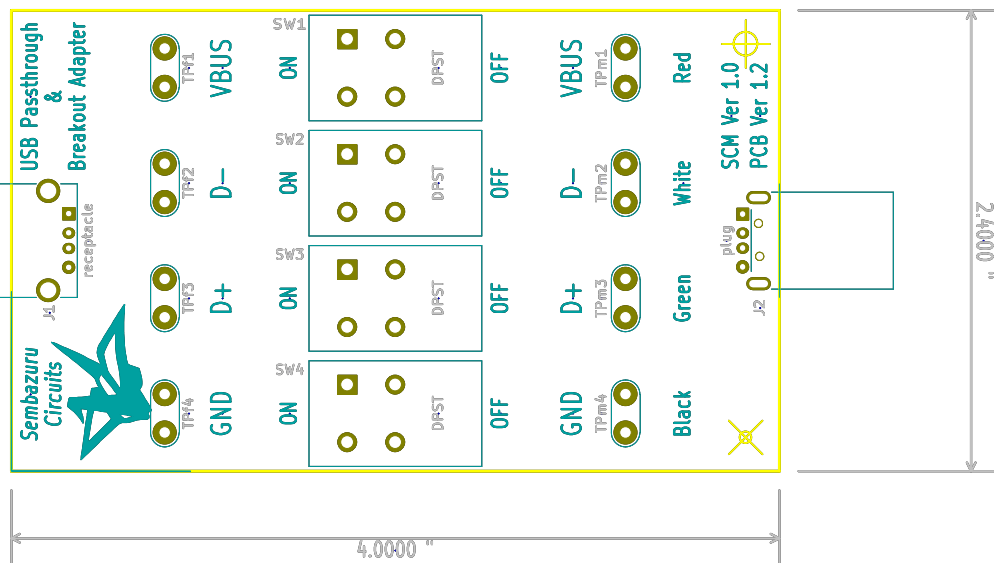 USB Passthrough
&
Breakout Adapter
TPf1
VBUS
SW1
ON
DPST
OFF
VBUS
TPm1
Red
SCM Ver 1.0
PCB Ver 1.2
TPf2
D-
SW2
ON
DPST
OFF
D-
TPm2
White
receptacle
J1
plug
J2
TPf3
D+
SW3
ON
DPST
OFF
D+
TPm3
Green
Sembazuru
Circuits
TPf4
GND
SW4
ON
DPST
OFF
GND
TPm4
Black
2.4000 "
4.0000 "